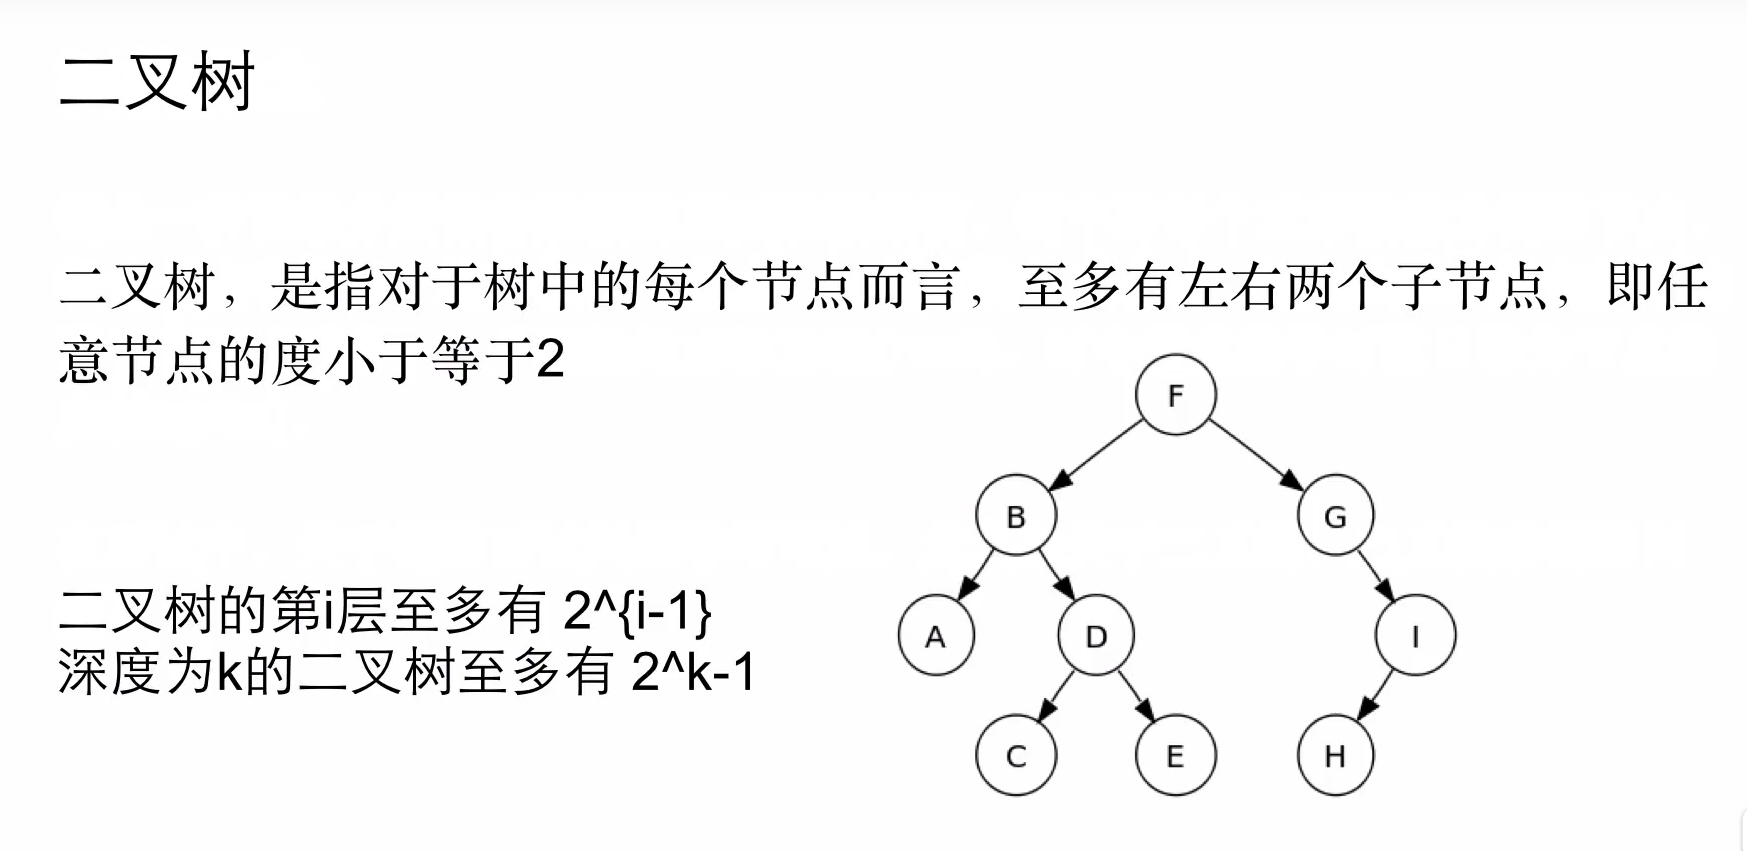 二叉树
二叉树，是指对于树中的每个节点而言，至多有左右两个子节点，即任
意节点的度小于等于2
F
B
G
A
D
I
C
E
H
二叉树的第i层至多有 2^{i-1}
深度为k的二叉树至多有 2^k-1